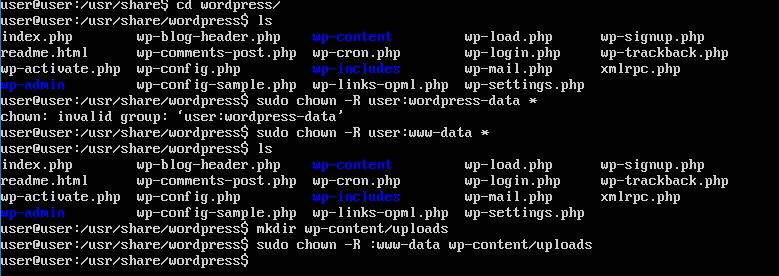 user@user:/usr/share$ cd wordpress/
user@user:/usr/share/wordpress$ ls
index.php wp-blog-header.php wp-content wp-load.php wp-signup.php
readme.html wp-comments-post.php wp-cron.php wp-login.php wp-trackback.php
wp-activate.php wp-config.php wp-includes wp-mail.php xmlrpc.php
wp-admin wp-config-sample.php wp-links-opml.php wp-settings.php
user@user:/usr/share/wordpress$ sudo chown -R user:wordpress-data *
chown: invalid group: ‘user:wordpress-data’
user@user:/usr/share/wordpress$ sudo chown -R user:www-data *
user@user:/usr/share/wordpress$ ls
index.php wp-blog-header.php wp-content wp-load.php wp-signup.php
readme.html wp-comments-post.php wp-cron.php wp-login.php wp-trackback.php
wp-activate.php wp-config.php wp-includes wp-mail.php xmlrpc.php
wp-admin wp-config-sample.php wp-links-opml.php wp-settings.php
user@user:/usr/share/wordpress$ mkdir wp-content/uploads
user@user:/usr/share/wordpress$ sudo chown -R :www-data wp-content/uploads
user@user:/usr/share/wordpress$